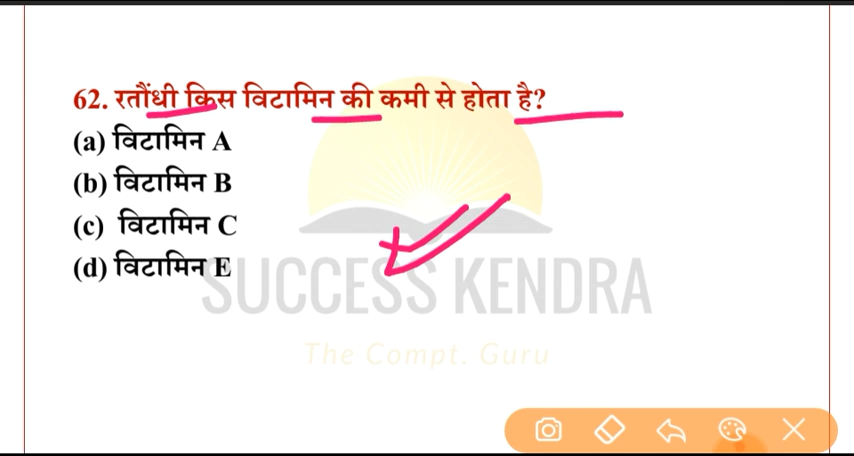 62. रतौंधी किस विटामिन की कमी से होता है?
(a) विटामिन A
(b) विटामिन B
(c) विटामिन C
(d) विटामिन E
SUCCESS KENDRA
The Compt. Guru